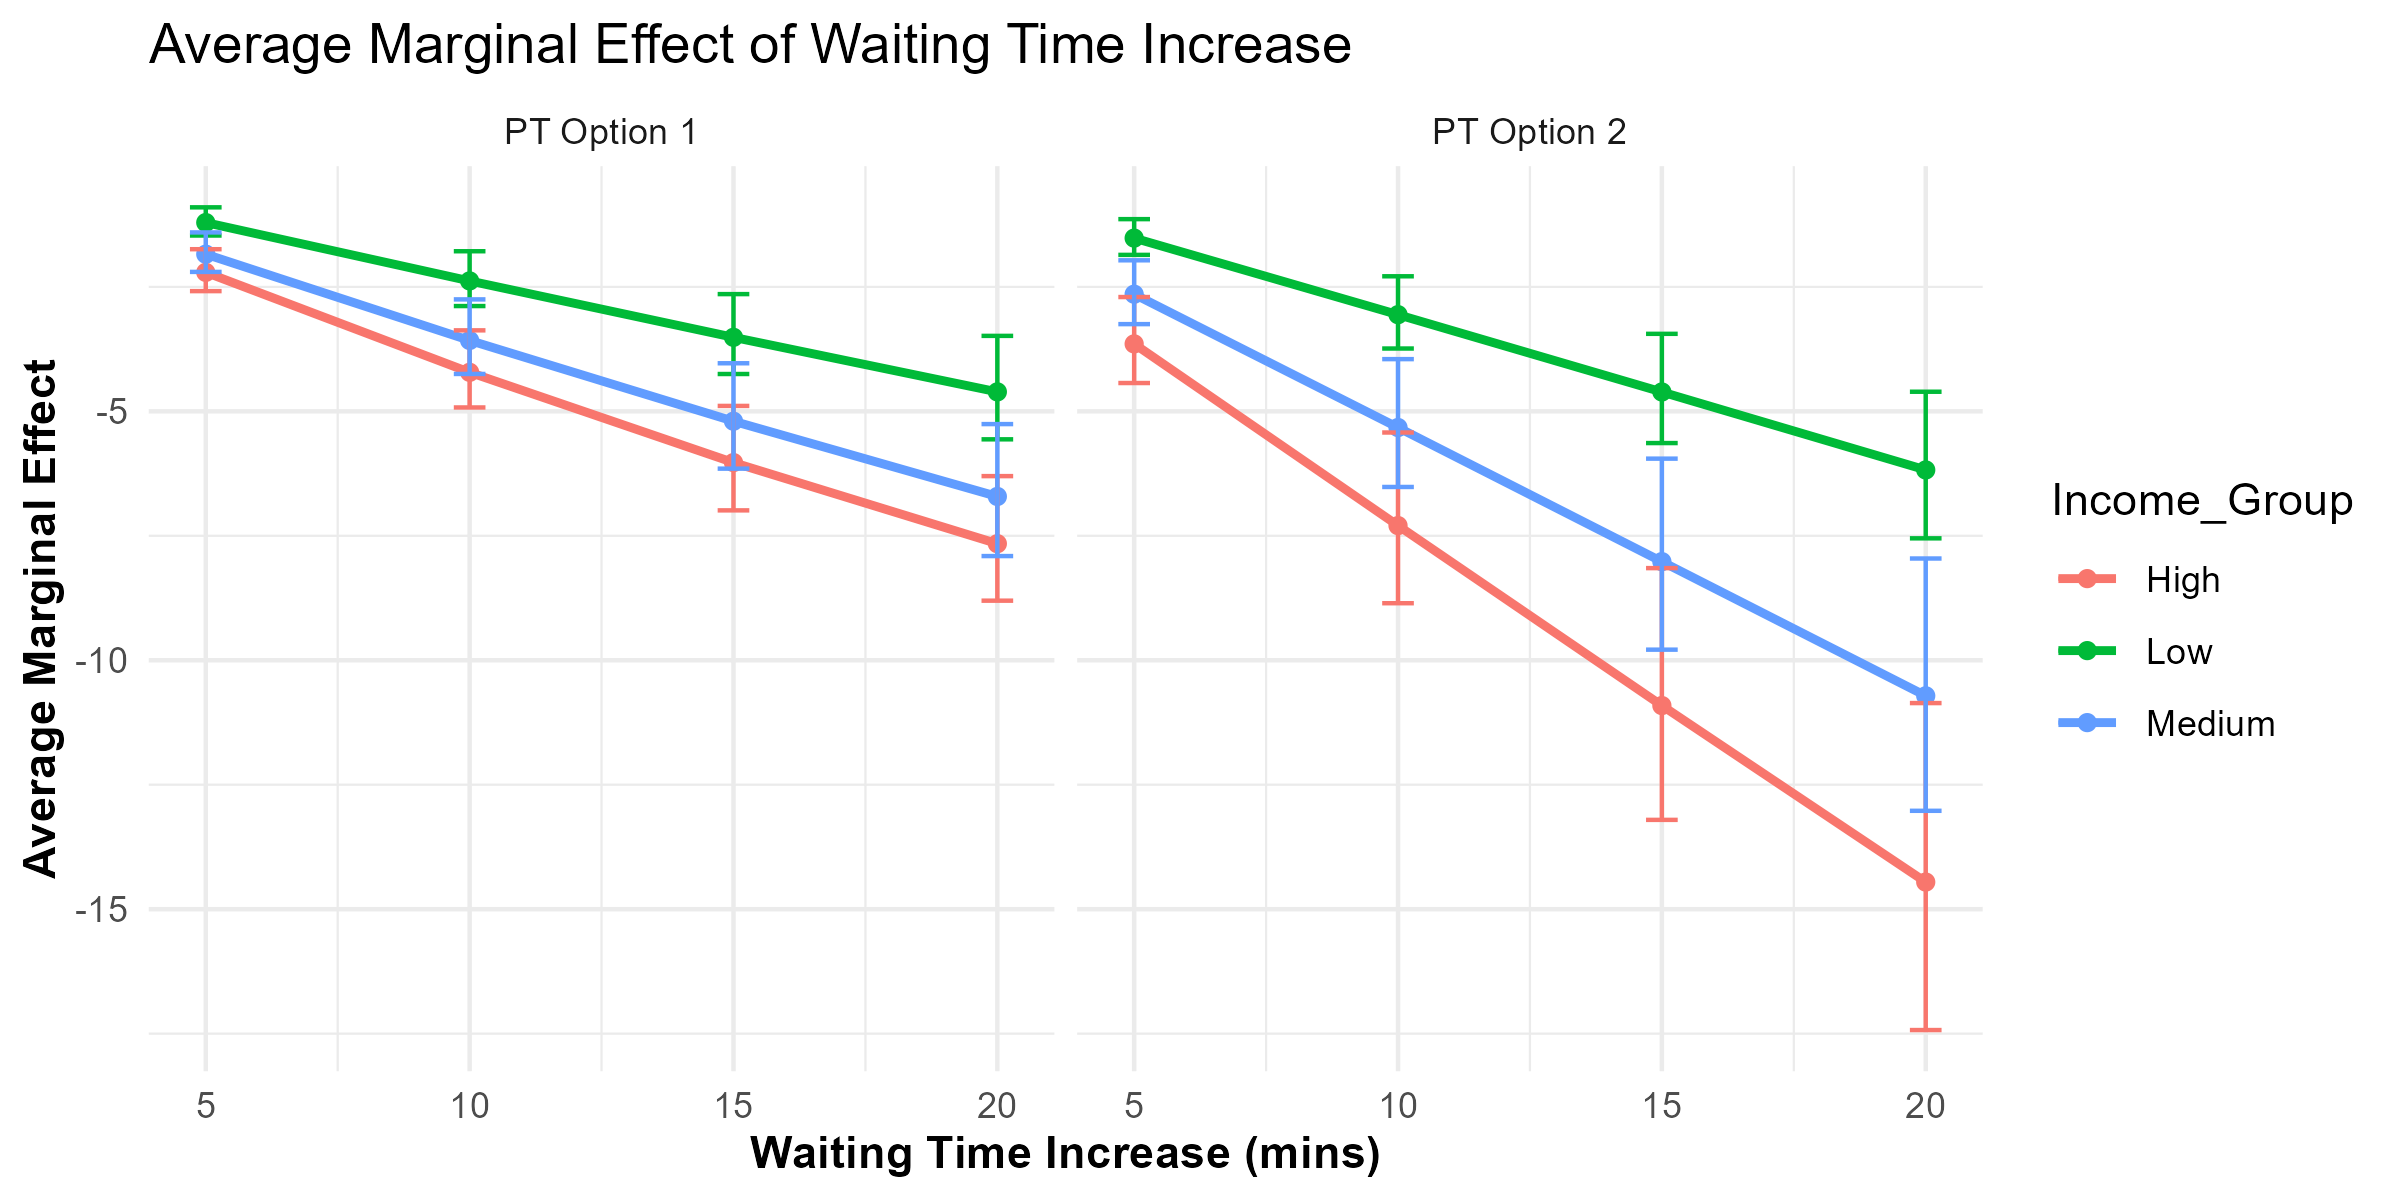 Average Marginal Effect of Waiting Time Increase
PT Option 1
PT Option 2
Average Marginal Effect
-5
-10
-15
5
10
15
20
5
10
15
20
Waiting Time Increase (mins)
Income_Group
High
Low
Medium